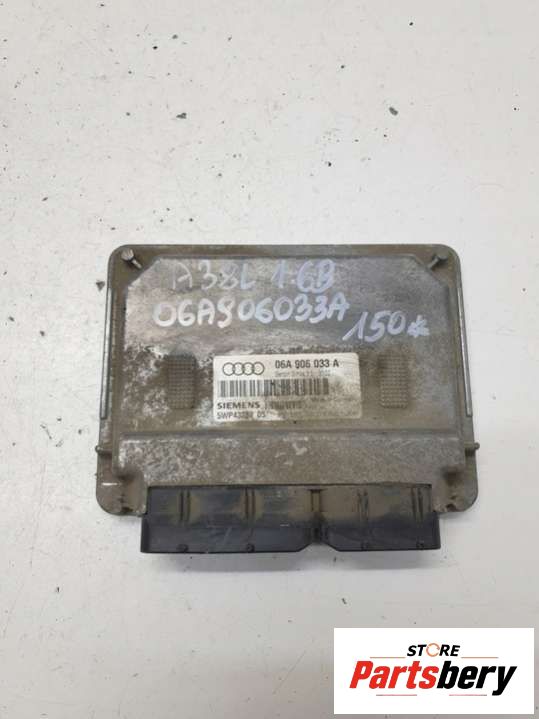 A38L 1.6B
06A906033A
150*
06A 906 033 A
SIEMENS
STORE
Partsbery